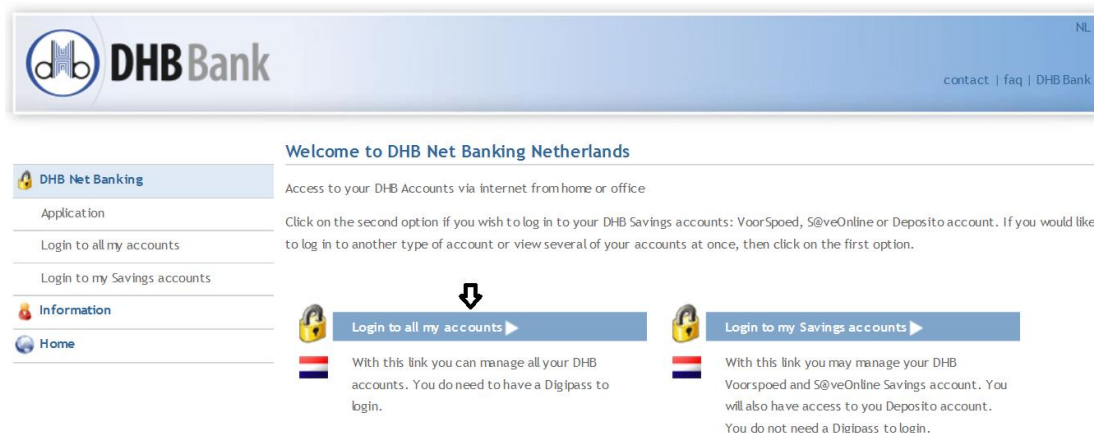 dhb DHB Bank
NL
contact | faq | DHB Bank
Welcome to DHB Net Banking Netherlands
DHB Net Banking
Application
Login to all my accounts
Login to my Savings accounts
Information
Home
Access to your DHB Accounts via internet from home or office
Click on the second option if you wish to log in to your DHB Savings accounts: VoorSpoed, S@veOnline or Deposito account. If you would like
to log in to another type of account or view several of your accounts at once, then click on the first option.
Login to all my accounts
With this link you can manage all your DHB
accounts. You do need to have a Digipass to
login.
Login to my Savings accounts
With this link you may manage your DHB
Voorspoed and S@veOnline Savings account. You
will also have access to you Deposito account.
You do not need a Digipass to login.